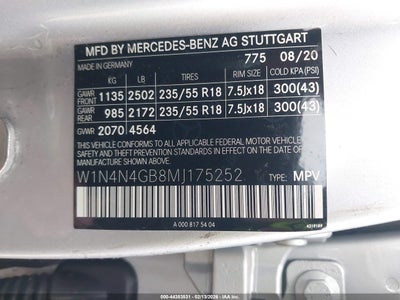 MFD BY MERCEDES-BENZ AG STUTTGART
MADE IN GERMANY 775 08/20
GAWR FRONT 1135 KG 2502 LB TIRES 235/55 R18 RIMS 7.5Jx18 COLD KPA (PSI) 300(43)
GAWR REAR 985 2172 235/55 R18 7.5Jx18 300(43)
GVWR 2070 4564
THIS VEHICLE CONFORMS TO ALL APPLICABLE FEDERAL MOTOR VEHICLE
SAFETY, BUMPER, AND THEFT PREVENTION STANDARDS IN EFFECT
ON THE DATE OF MANUFACTURE SHOWN ABOVE.
W1N4N4GB8MJ175252 TYPE: MPV
A 000 817 54 04